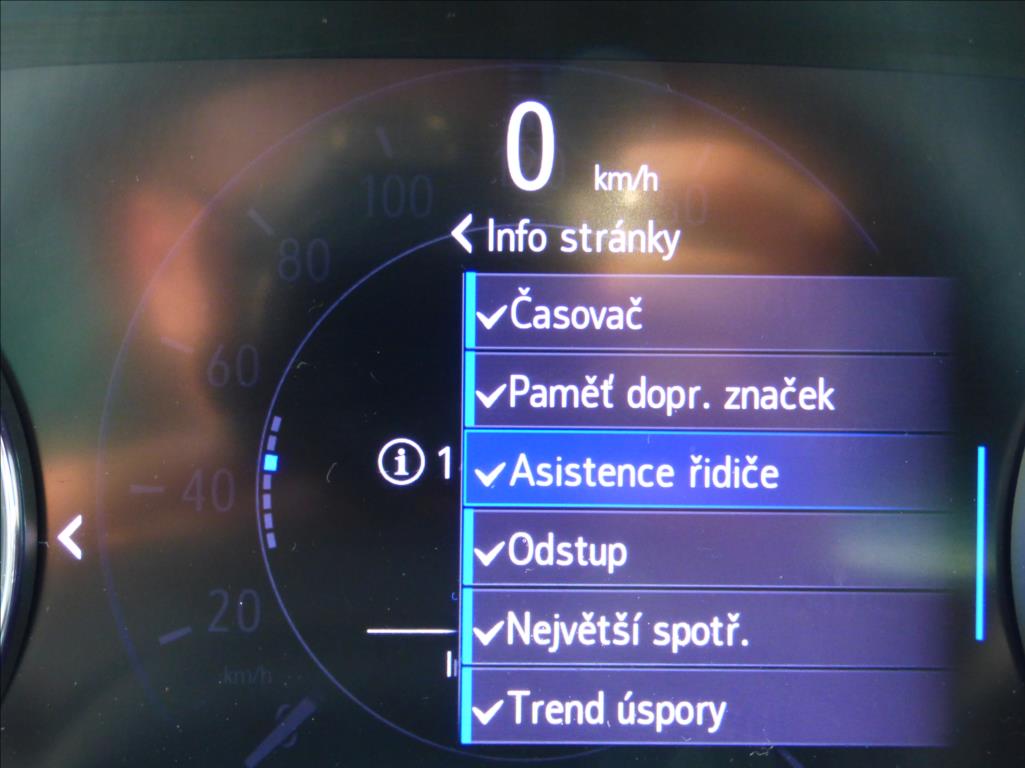 0 km/h
Info stránky
Časovač
Paměť dopr. značek
Asistence řidiče
Odstup
Největší spotř.
Trend úspory
100
80
60
40
20
km/h
1